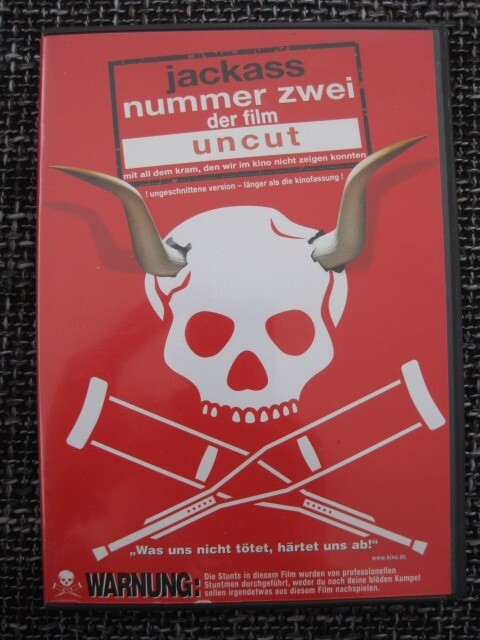 jackass
nummer zwei
der film
uncut
mit all dem kram, den wir im kino nicht zeigen konnten
! ungeschnittene version – länger als die kinofassung !
„Was uns nicht tötet, härtet uns ab!“
www.kino.de
WARNUNG:
Die Stunts in diesem Film wurden von professionellen
Stuntmen durchgeführt, weder du noch deine blöden Kumpel
sollen irgendetwas aus diesem Film nachspielen.